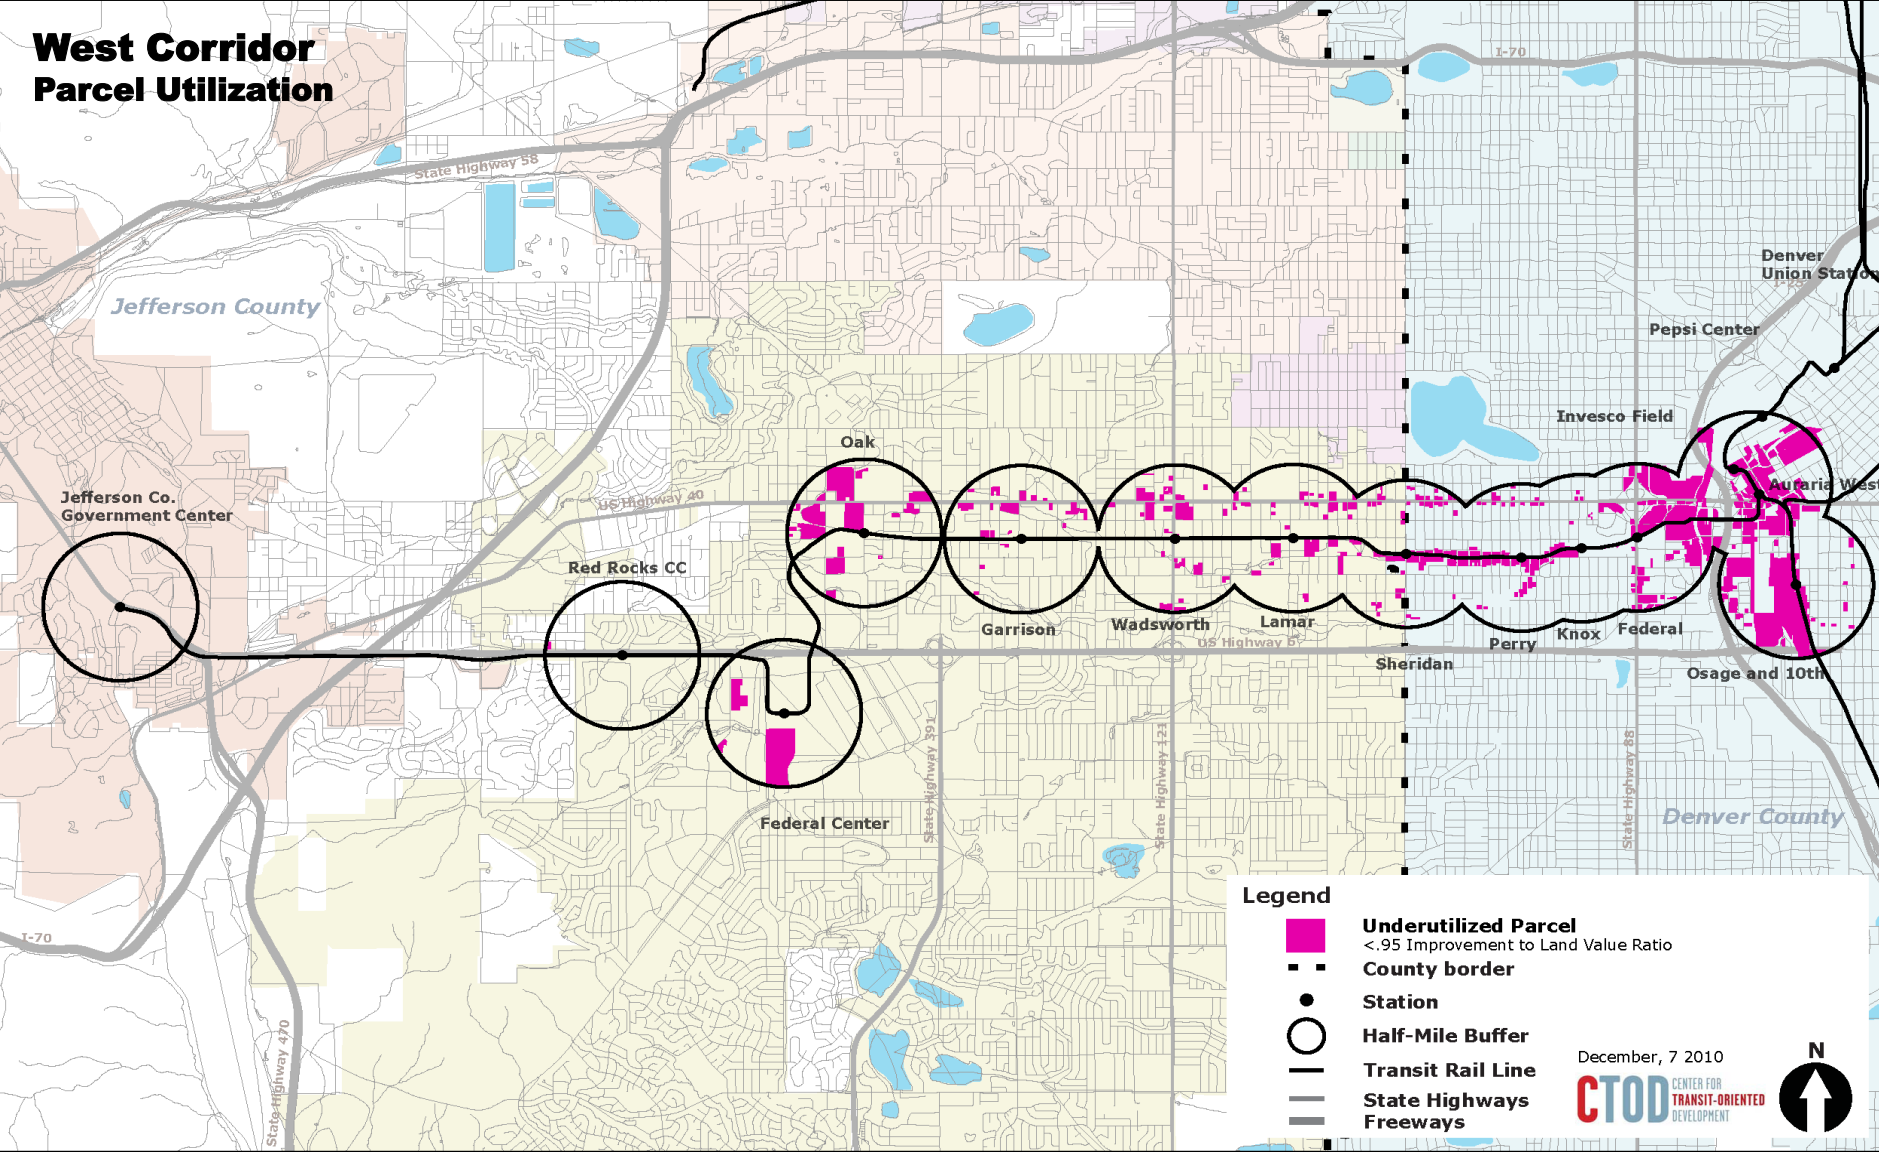 West Corridor
Parcel Utilization
I-70
State Highway 58
Denver
Union Station
I-25
Jefferson County
Pepsi Center
Invesco Field
Oak
Auraria West
Jefferson Co.
Government Center
US Highway 40
Red Rocks CC
Garrison
Wadsworth
Lamar
Sheridan
Perry
Knox
Federal
US Highway 6
Osage and 10th
State Highway 391
State Highway 121
State Highway 88
Federal Center
Denver County
I-70
State Highway 470
Legend
Underutilized Parcel
<.95 Improvement to Land Value Ratio
County border
Station
Half-Mile Buffer
Transit Rail Line
State Highways
Freeways
December, 7 2010
CTOD
CENTER FOR
TRANSIT-ORIENTED
DEVELOPMENT
N